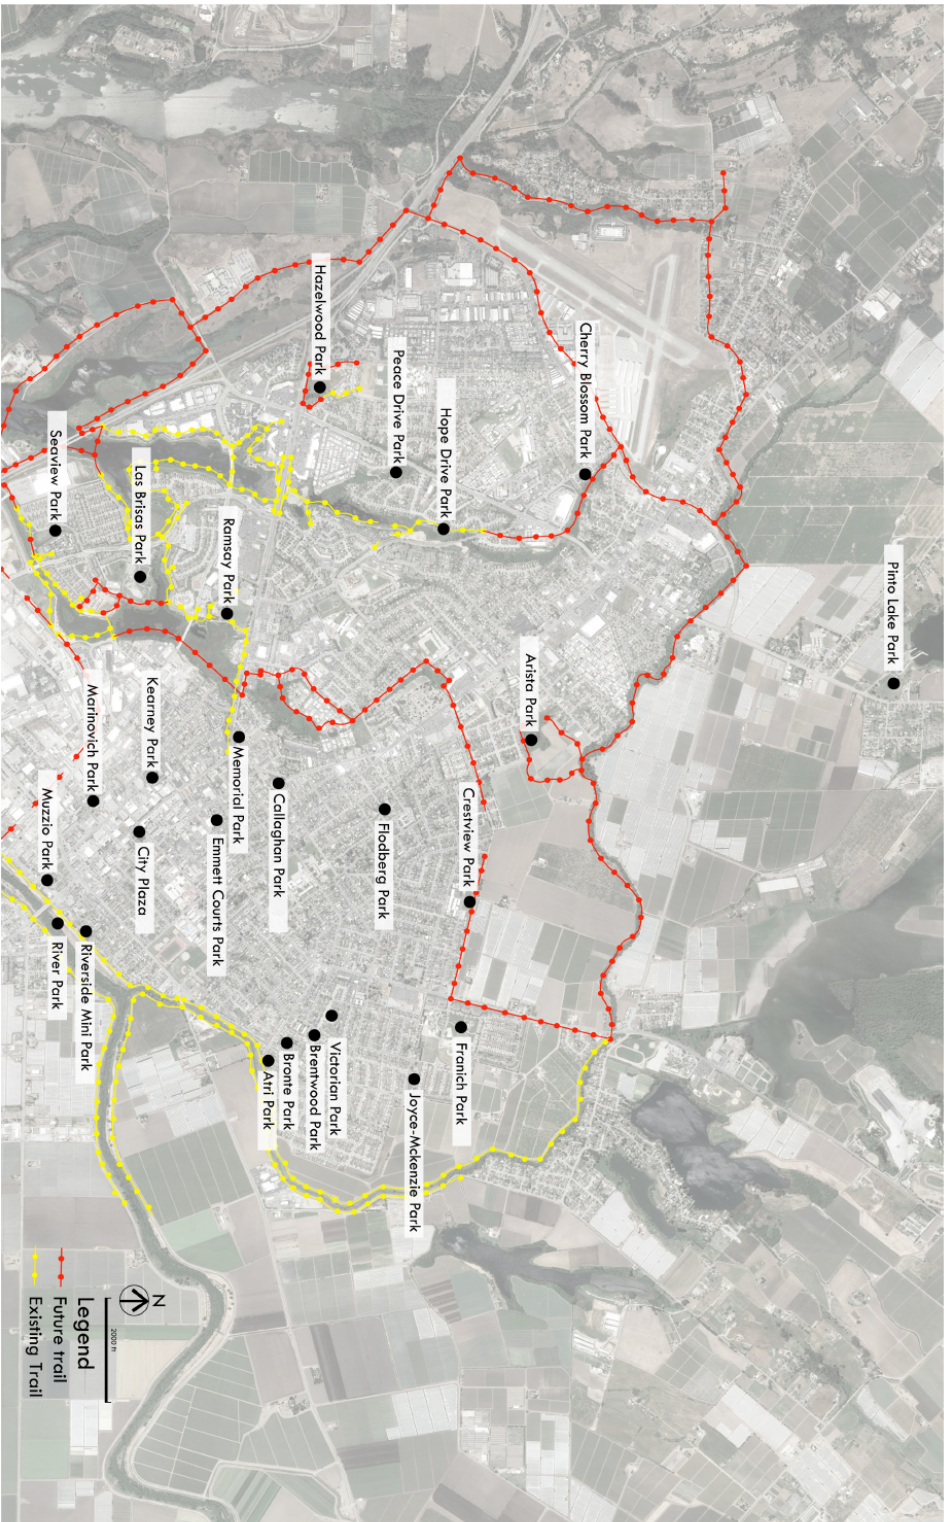 Pinto Lake Park
Cherry Blossom Park
Arista Park
Crestview Park
Franich Park
Hope Drive Park
Peace Drive Park
Flodberg Park
Joyce-Mckenzie Park
Hazelwood Park
Victorian Park
Brentwood Park
Bronte Park
Atri Park
Callaghan Park
Memorial Park
Emmett Courts Park
Ramsay Park
Las Brisas Park
Kearney Park
City Plaza
Seaview Park
Marinovich Park
Muzzio Park
Riverside Mini Park
River Park
N
2000 ft
Legend
Future trail
Existing Trail